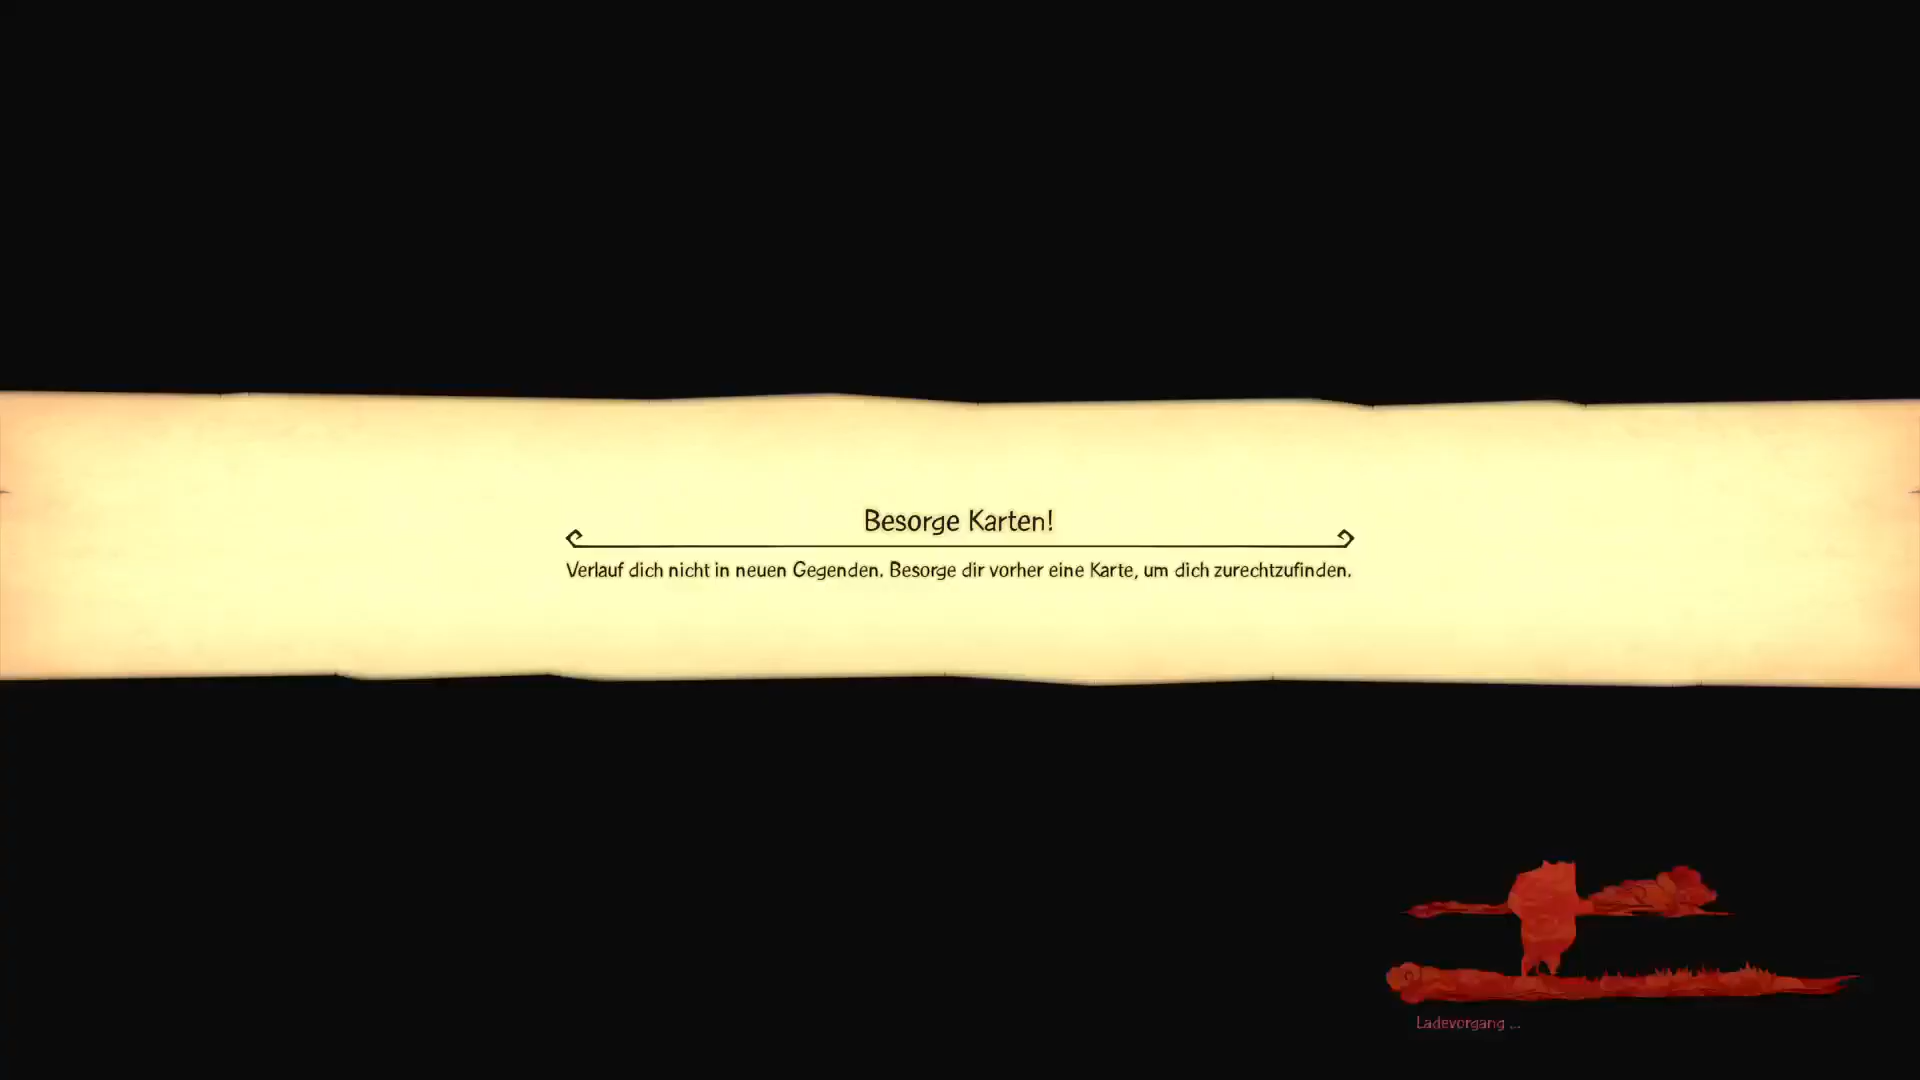 Besorge Karten!
Verlauf dich nicht in neuen Gegenden. Besorge dir vorher eine Karte, um dich zurechtzufinden.
Ladevorgang ...